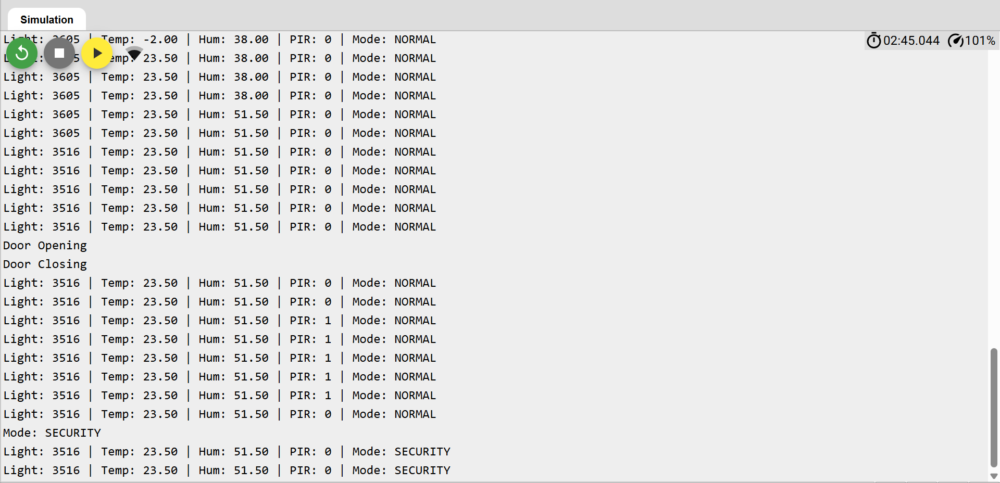 Simulation
02:45.044 101%
Light: 3605 | Temp: -2.00 | Hum: 38.00 | PIR: 0 | Mode: NORMAL
23.50 | Hum: 38.00 | PIR: 0 | Mode: NORMAL
Light: 3605 | Temp: 23.50 | Hum: 38.00 | PIR: 0 | Mode: NORMAL
Light: 3605 | Temp: 23.50 | Hum: 38.00 | PIR: 0 | Mode: NORMAL
Light: 3605 | Temp: 23.50 | Hum: 51.50 | PIR: 0 | Mode: NORMAL
Light: 3605 | Temp: 23.50 | Hum: 51.50 | PIR: 0 | Mode: NORMAL
Light: 3516 | Temp: 23.50 | Hum: 51.50 | PIR: 0 | Mode: NORMAL
Light: 3516 | Temp: 23.50 | Hum: 51.50 | PIR: 0 | Mode: NORMAL
Light: 3516 | Temp: 23.50 | Hum: 51.50 | PIR: 0 | Mode: NORMAL
Light: 3516 | Temp: 23.50 | Hum: 51.50 | PIR: 0 | Mode: NORMAL
Light: 3516 | Temp: 23.50 | Hum: 51.50 | PIR: 0 | Mode: NORMAL
Door Opening
Door Closing
Light: 3516 | Temp: 23.50 | Hum: 51.50 | PIR: 0 | Mode: NORMAL
Light: 3516 | Temp: 23.50 | Hum: 51.50 | PIR: 0 | Mode: NORMAL
Light: 3516 | Temp: 23.50 | Hum: 51.50 | PIR: 1 | Mode: NORMAL
Light: 3516 | Temp: 23.50 | Hum: 51.50 | PIR: 1 | Mode: NORMAL
Light: 3516 | Temp: 23.50 | Hum: 51.50 | PIR: 1 | Mode: NORMAL
Light: 3516 | Temp: 23.50 | Hum: 51.50 | PIR: 1 | Mode: NORMAL
Light: 3516 | Temp: 23.50 | Hum: 51.50 | PIR: 1 | Mode: NORMAL
Light: 3516 | Temp: 23.50 | Hum: 51.50 | PIR: 0 | Mode: NORMAL
Mode: SECURITY
Light: 3516 | Temp: 23.50 | Hum: 51.50 | PIR: 0 | Mode: SECURITY
Light: 3516 | Temp: 23.50 | Hum: 51.50 | PIR: 0 | Mode: SECURITY